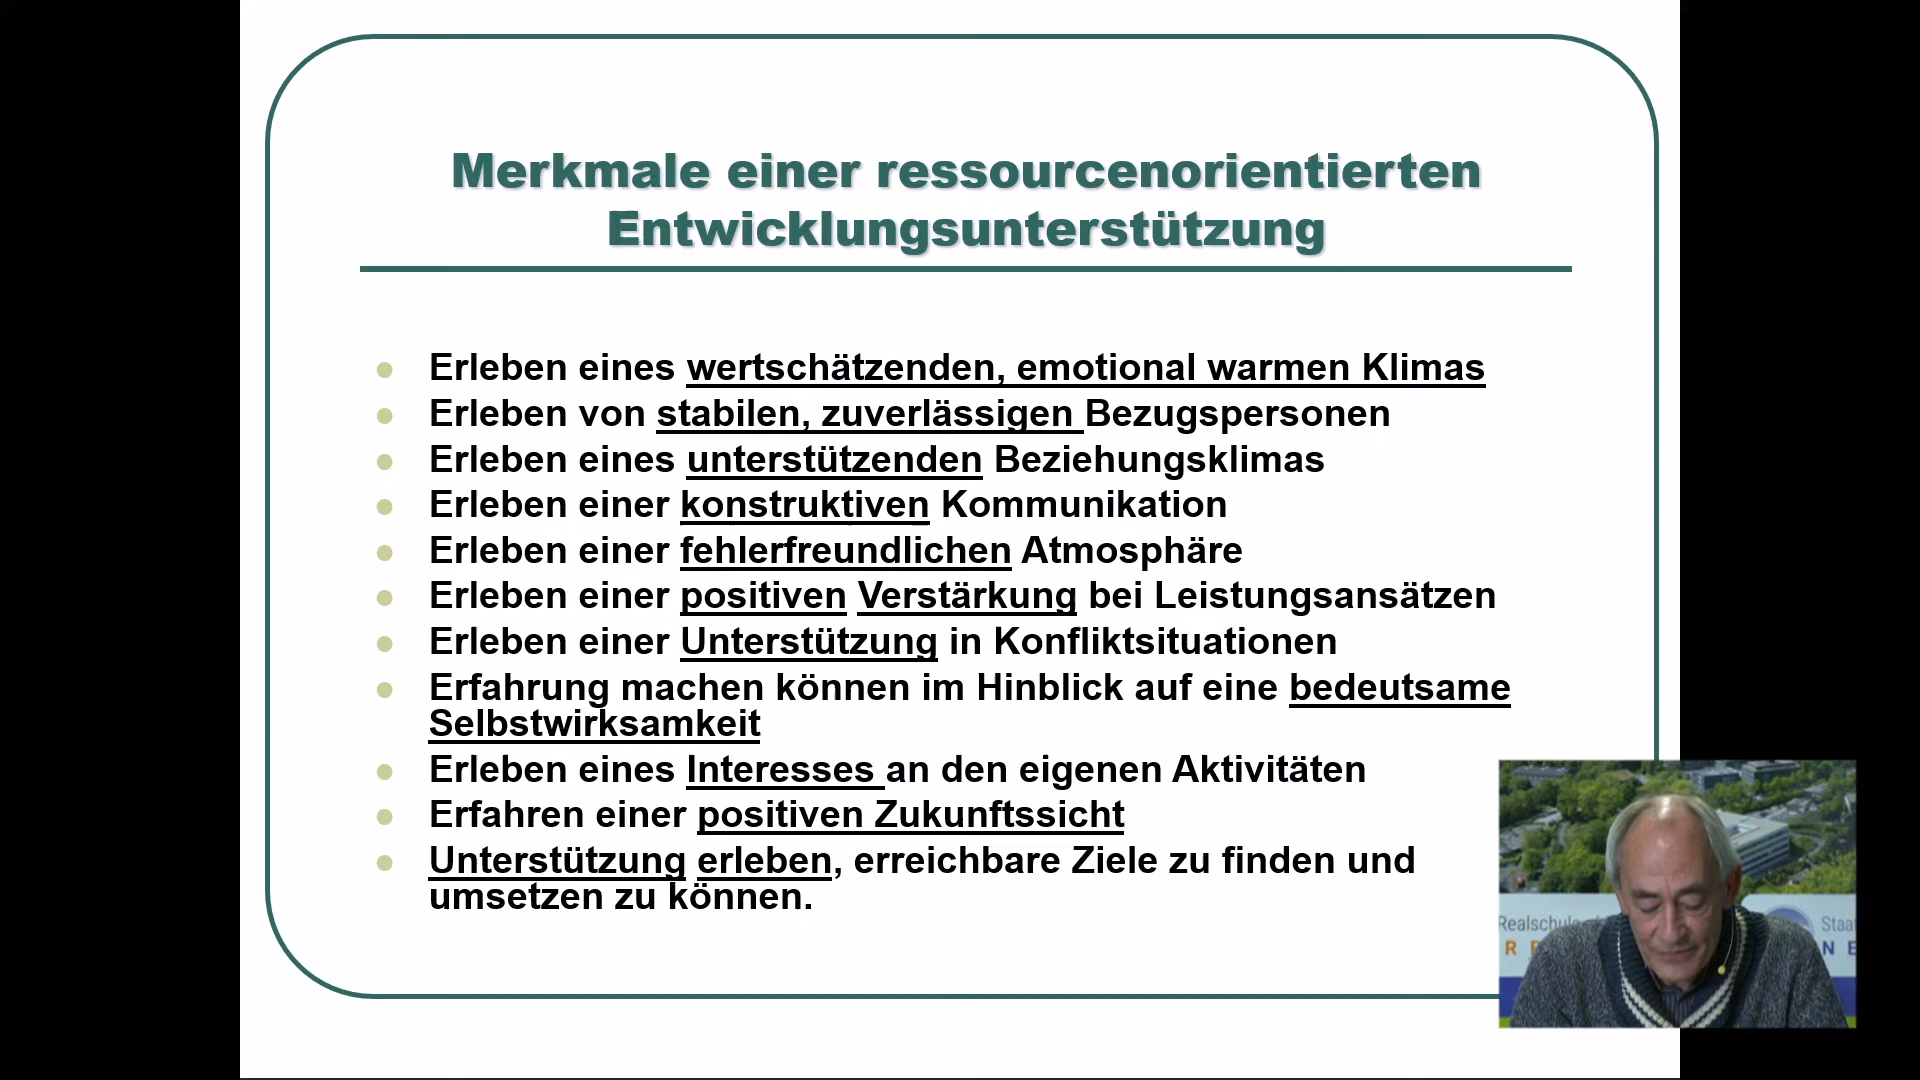 Merkmale einer ressourcenorientierten
Entwicklungsunterstützung
Erleben eines wertschätzenden, emotional warmen Klimas
Erleben von stabilen, zuverlässigen Bezugspersonen
Erleben eines unterstützenden Beziehungsklimas
Erleben einer konstruktiven Kommunikation
Erleben einer fehlerfreundlichen Atmosphäre
Erleben einer positiven Verstärkung bei Leistungsansätzen
Erleben einer Unterstützung in Konfliktsituationen
Erfahrung machen können im Hinblick auf eine bedeutsame
Selbstwirksamkeit
Erleben eines Interesses an den eigenen Aktivitäten
Erfahren einer positiven Zukunftssicht
Unterstützung erleben, erreichbare Ziele zu finden und
umsetzen zu können.
Realschule
Staat